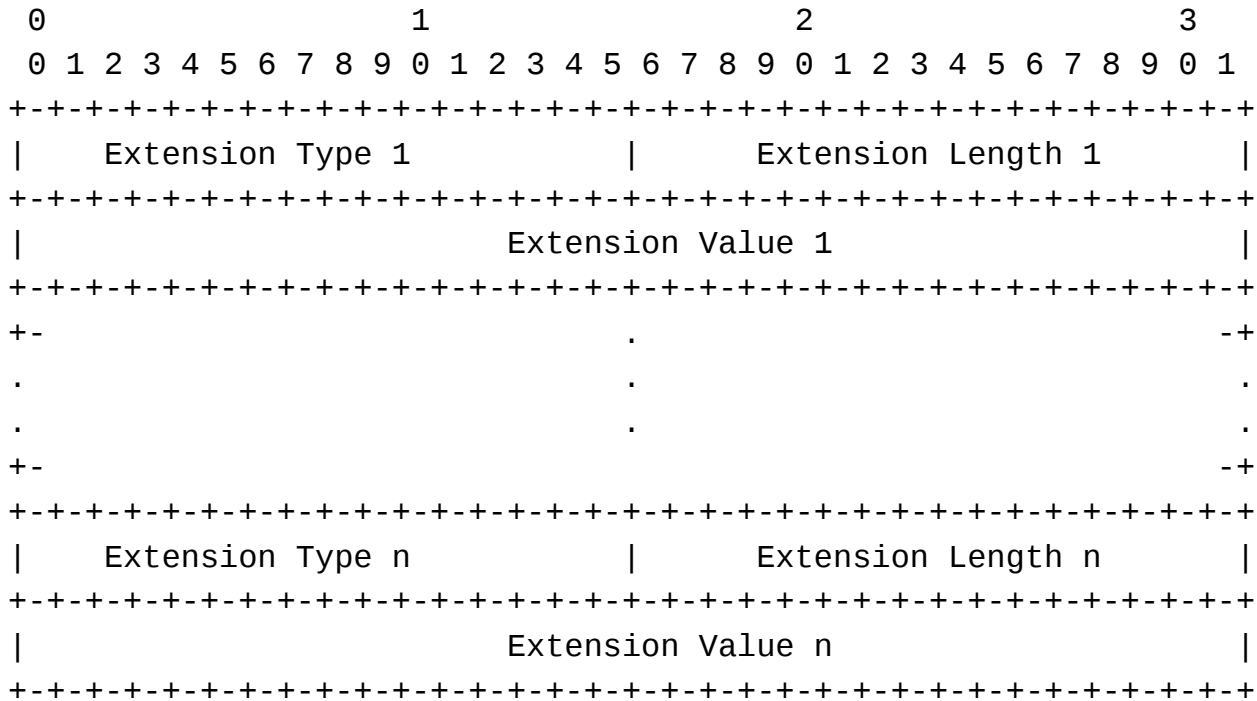 0                   1                   2                   3
 0 1 2 3 4 5 6 7 8 9 0 1 2 3 4 5 6 7 8 9 0 1 2 3 4 5 6 7 8 9 0 1
+-+-+-+-+-+-+-+-+-+-+-+-+-+-+-+-+-+-+-+-+-+-+-+-+-+-+-+-+-+-+-+-+
|    Extension Type 1           |      Extension Length 1       |
+-+-+-+-+-+-+-+-+-+-+-+-+-+-+-+-+-+-+-+-+-+-+-+-+-+-+-+-+-+-+-+-+
|                         Extension Value 1                     |
+-+-+-+-+-+-+-+-+-+-+-+-+-+-+-+-+-+-+-+-+-+-+-+-+-+-+-+-+-+-+-+-+
+-                              .                              -+
.                               .                               .
.                               .                               .
+-                                                             -+
+-+-+-+-+-+-+-+-+-+-+-+-+-+-+-+-+-+-+-+-+-+-+-+-+-+-+-+-+-+-+-+-+
|    Extension Type n           |      Extension Length n       |
+-+-+-+-+-+-+-+-+-+-+-+-+-+-+-+-+-+-+-+-+-+-+-+-+-+-+-+-+-+-+-+-+
|                         Extension Value n                     |
+-+-+-+-+-+-+-+-+-+-+-+-+-+-+-+-+-+-+-+-+-+-+-+-+-+-+-+-+-+-+-+-+